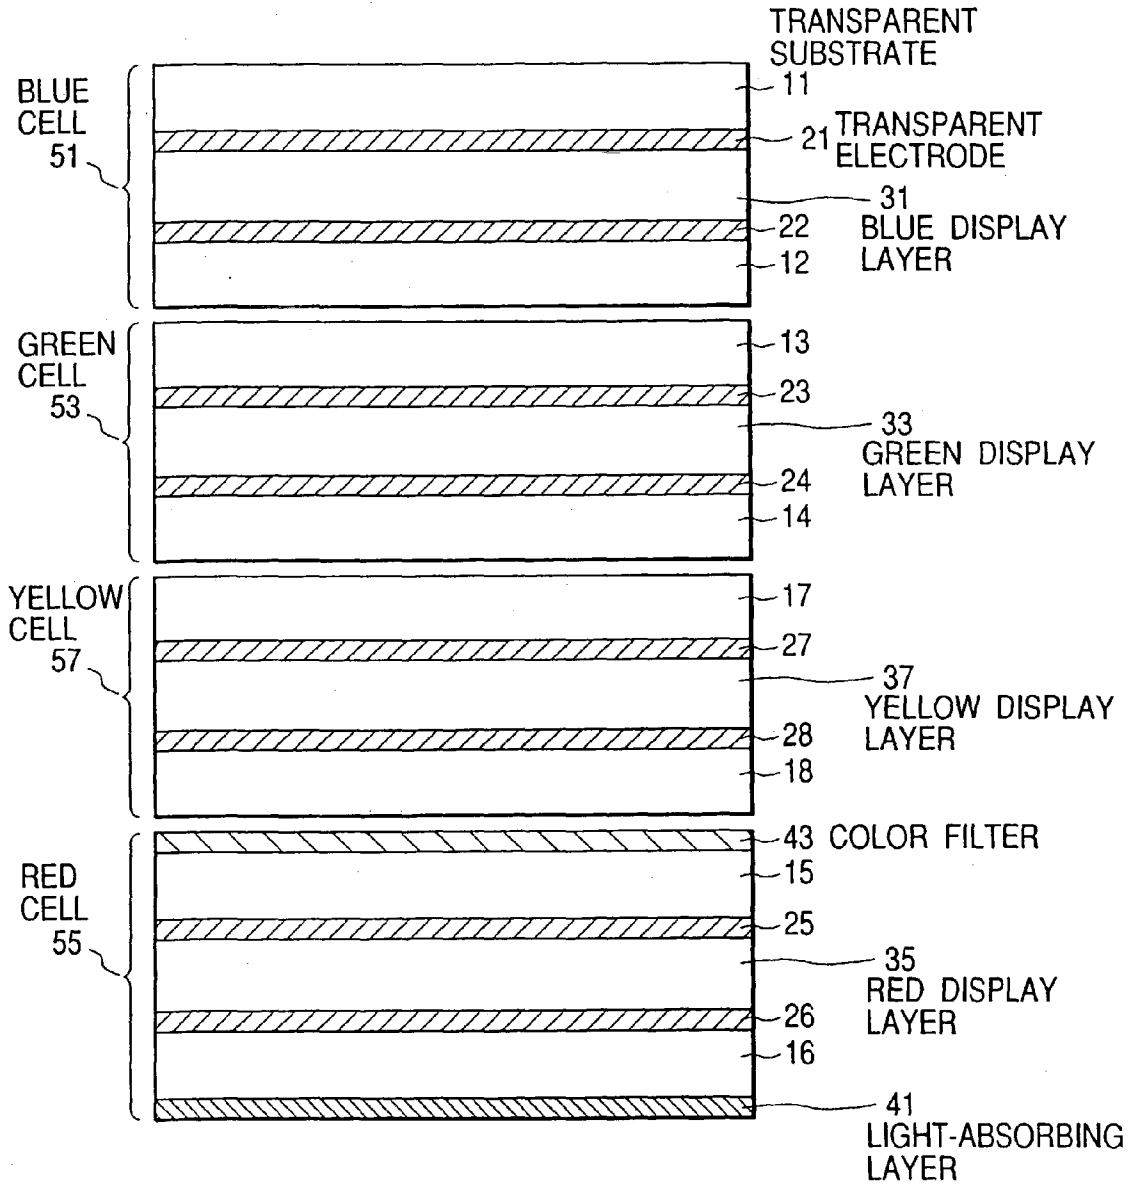 TRANSPARENT
SUBSTRATE
11
BLUE
CELL
51
21 TRANSPARENT
ELECTRODE
31
BLUE DISPLAY
LAYER
22
12
GREEN
CELL
53
13
23
33
GREEN DISPLAY
LAYER
24
14
YELLOW
CELL
57
17
27
37
YELLOW DISPLAY
LAYER
28
18
43 COLOR FILTER
RED
CELL
55
15
25
35
RED DISPLAY
LAYER
26
16
41
LIGHT-ABSORBING
LAYER